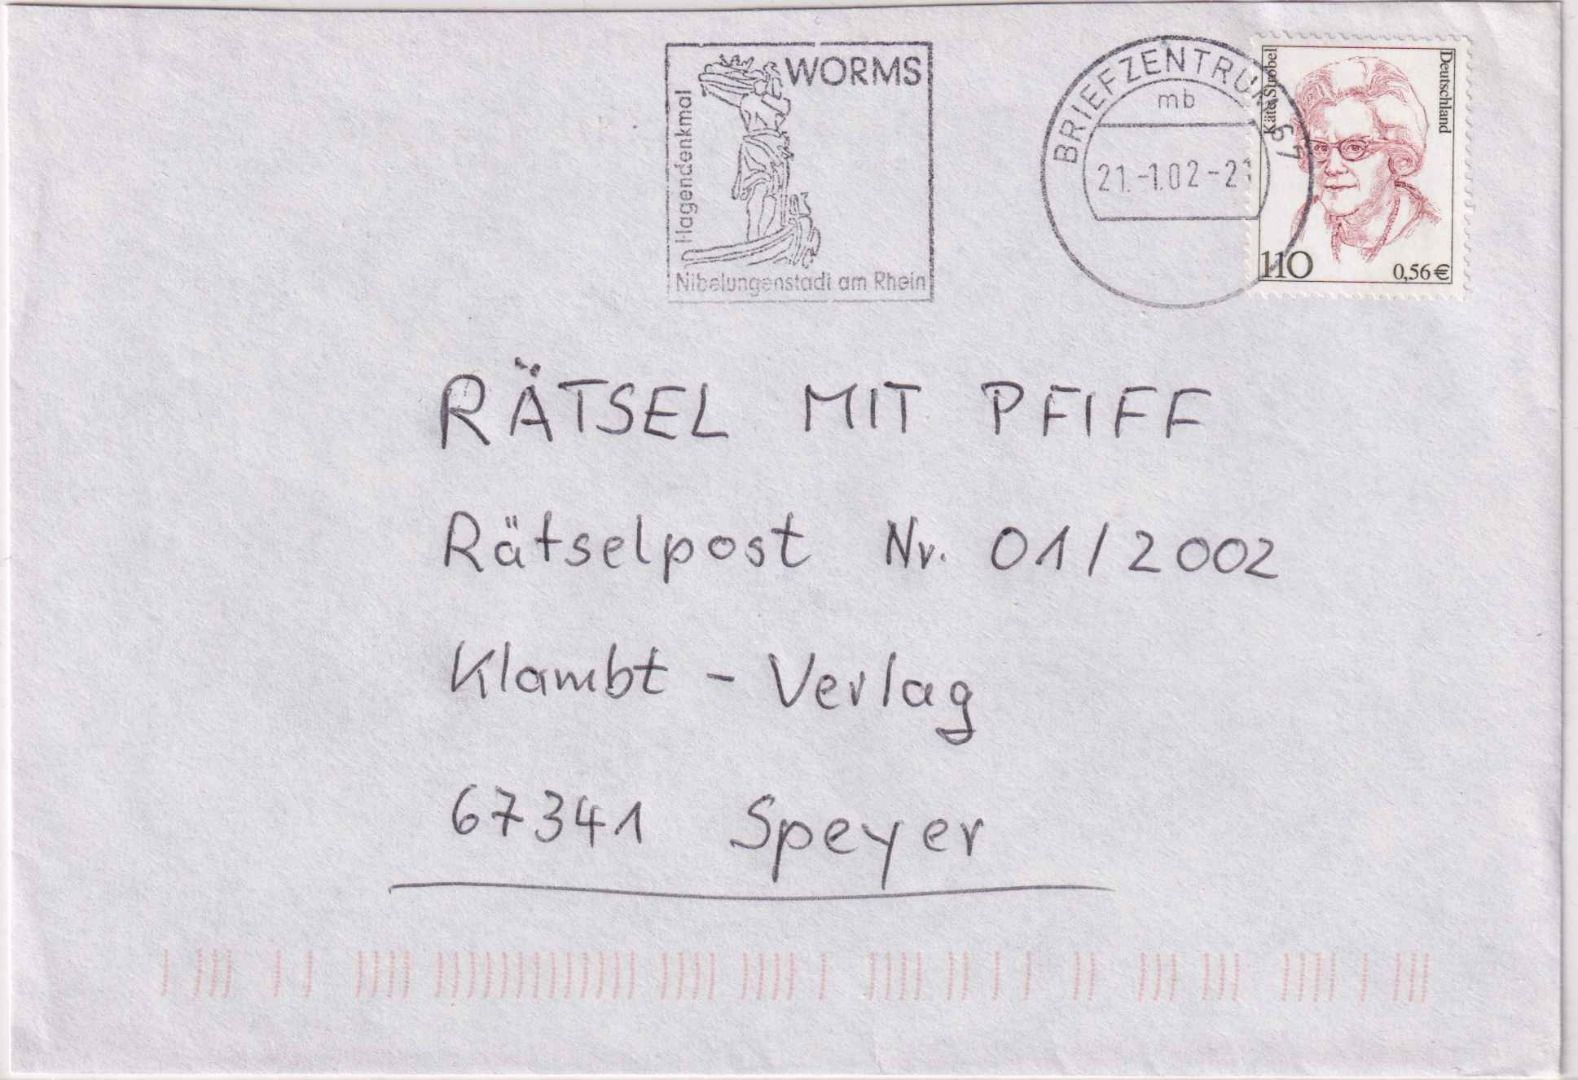 WORMS
Hagendenkmal
Nibelungenstadt am Rhein
BRIEFZENTRUM 67
mb
21.-1.02-21
Käte Strobel
Deutschland
110
0,56€
RÄTSEL MIT PFIFF
Rätselpost Nr. 01/2002
Klambt - Verlag
67341 Speyer